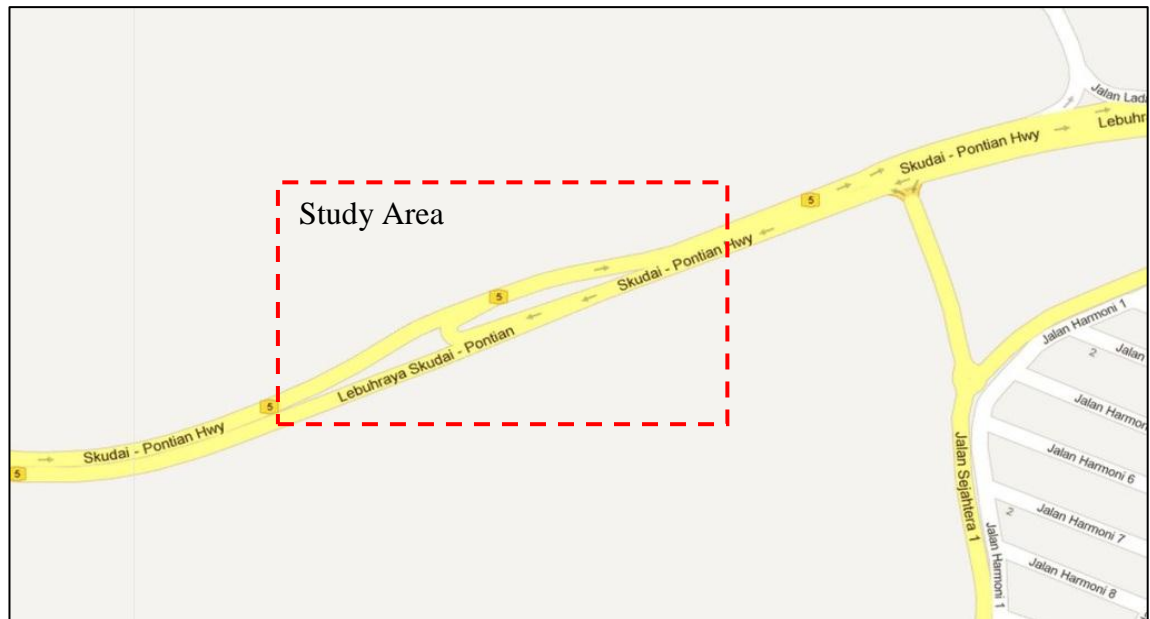 Jalan Lada
Lebuhr
Skudai - Pontian Hwy
5
Study Area
Skudai - Pontian Hwy
5
Jalan Harmoni 1
2
Jalan
Lebuhraya Skudai - Pontian
Jalan Harmon
5
Skudai - Pontian Hwy
5
Jalan Harmoni 6
Jalan Sejahtera 1
2
Jalan Harmoni 7
Jalan Harmoni 1
Jalan Harmoni 8